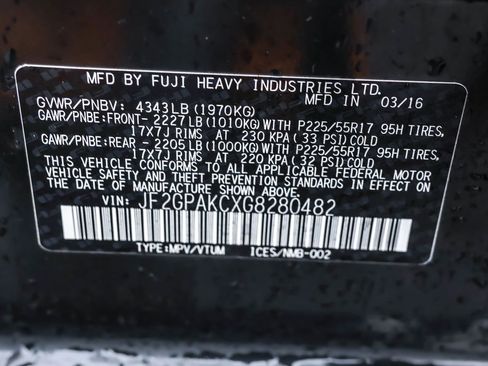 MFD BY FUJI HEAVY INDUSTRIES LTD.
GVWR/PNBV: 4343LB(1970KG) IN 03/16
GAWR/PNBE:FRONT- 2227LB(1010KG)WITH P225/55R17 95H TIRES,
17X7J RIMS AT 230 KPA(33 PSI)COLD
GAWR/PNBE:REAR - 2205LB(1000KG)WITH P225/55R17 95H TIRES,
17X7J RIMS AT 220 KPA(32 PSI)COLD
THIS VEHICLE CONFORMS TO ALL APPLICABLE FEDERAL MOTOR
VEHICLE SAFETY AND THEFT PREVENTION STANDARDS IN EFFECT ON
THE DATE OF MANUFACTURE SHOWN ABOVE.
VIN: JF2GPAKCXG8280482
TYPE:MPV/VTUM ICES/NMB-002